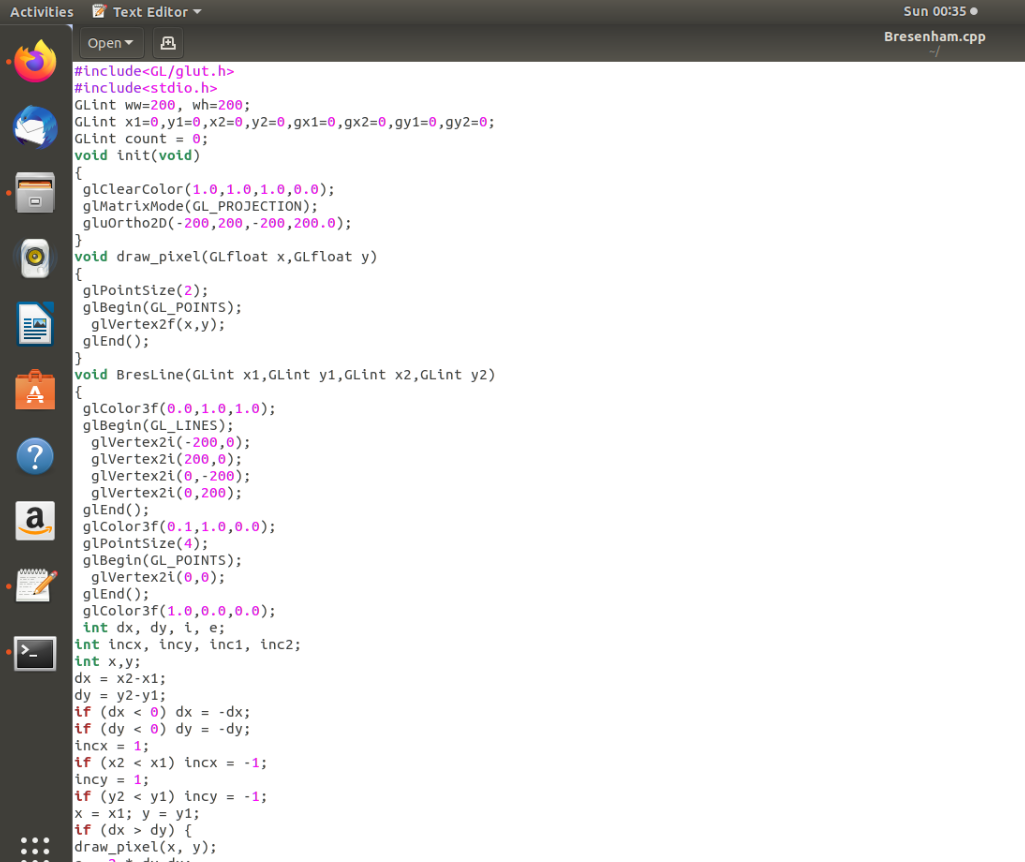 Activities Text Editor Sun 00:35
Open Bresenham.cpp
~/
#include<GL/glut.h>
#include<stdio.h>
GLint ww=200, wh=200;
GLint x1=0,y1=0,x2=0,y2=0,gx1=0,gx2=0,gy1=0,gy2=0;
GLint count = 0;
void init(void)
{
 glClearColor(1.0,1.0,1.0,0.0);
 glMatrixMode(GL_PROJECTION);
 gluOrtho2D(-200,200,-200,200.0);
}
void draw_pixel(GLfloat x,GLfloat y)
{
 glPointSize(2);
 glBegin(GL_POINTS);
  glVertex2f(x,y);
 glEnd();
}
void BresLine(GLint x1,GLint y1,GLint x2,GLint y2)
{
 glColor3f(0.0,1.0,1.0);
 glBegin(GL_LINES);
  glVertex2i(-200,0);
  glVertex2i(200,0);
  glVertex2i(0,-200);
  glVertex2i(0,200);
 glEnd();
 glColor3f(0.1,1.0,0.0);
 glPointSize(4);
 glBegin(GL_POINTS);
  glVertex2i(0,0);
 glEnd();
 glColor3f(1.0,0.0,0.0);
 int dx, dy, i, e;
int incx, incy, inc1, inc2;
int x,y;
dx = x2-x1;
dy = y2-y1;
if (dx < 0) dx = -dx;
if (dy < 0) dy = -dy;
incx = 1;
if (x2 < x1) incx = -1;
incy = 1;
if (y2 < y1) incy = -1;
x = x1; y = y1;
if (dx > dy) {
draw_pixel(x, y);